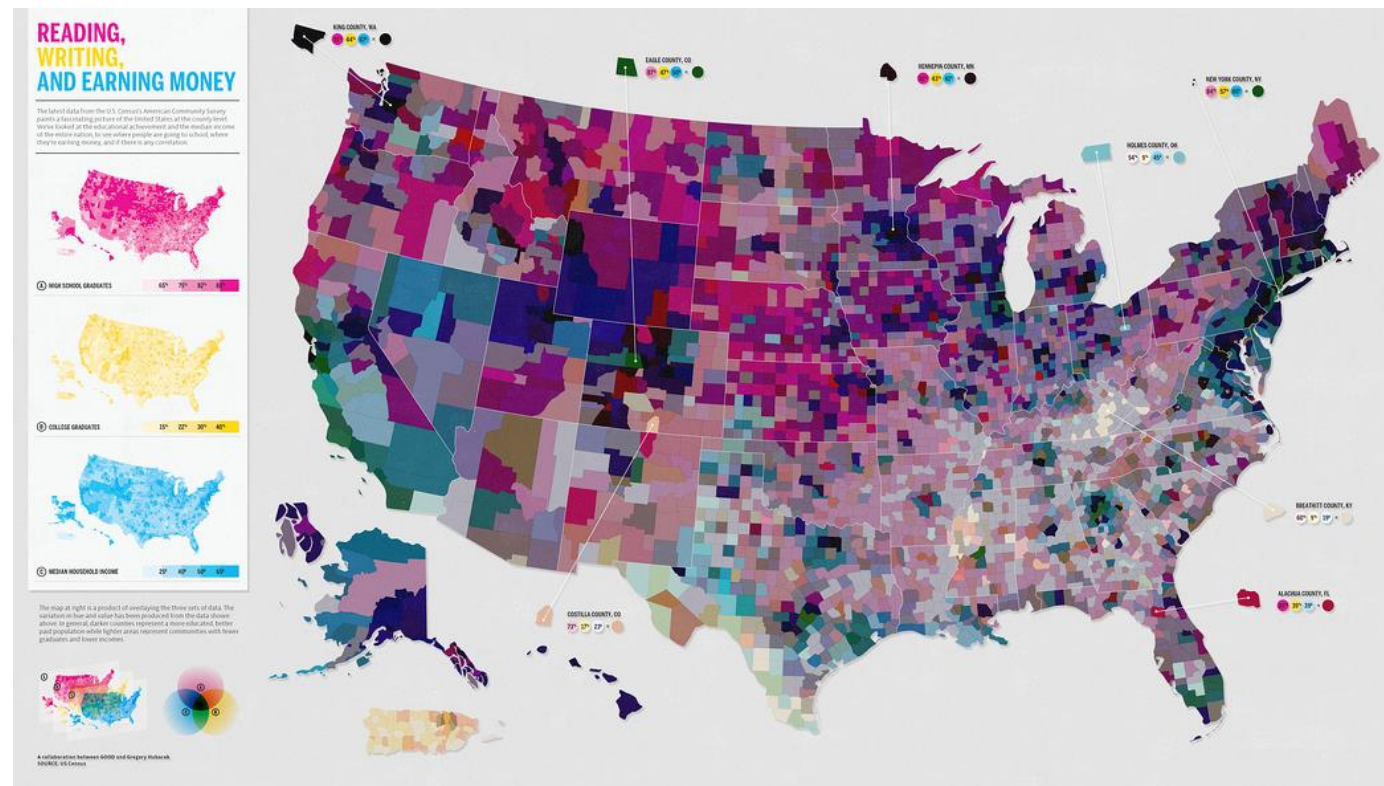 READING,
WRITING,
AND EARNING MONEY
The latest data from the U.S. Census's American Community Survey
paints a fascinating picture of the United States at the county level.
We've looked at the educational achievement and the median income
of the entire nation, to see where people are going to school, where
they're earning money, and if there is any correlation.
A HIGH SCHOOL GRADUATES
65% 75% 82%
B COLLEGE GRADUATES
15% 22% 30% 40%
C MEDIAN HOUSEHOLD INCOME
The map at right is a product of overlaying the three sets of data. The
variation in hue and value has been produced from the data shown
above. In general, darker counties represent a more educated, better
paid population while lighter areas represent communities with fewer
graduates and lower incomes.
A collaboration between GOOD and Gregory Hubacek
SOURCE: US Census
KING COUNTY, WA
EAGLE COUNTY, CO
HENNEPIN COUNTY, MN
NEW YORK COUNTY, NY
HOLMES COUNTY, OH
BREATHITT COUNTY, KY
ALACHUA COUNTY, FL
COSTILLA COUNTY, CO